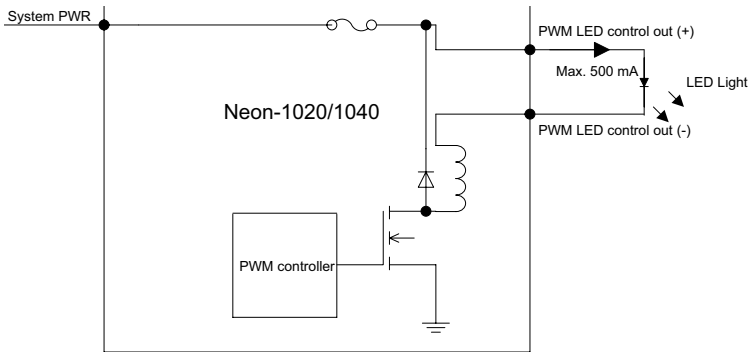 System PWR
PWM LED control out (+)
Max. 500 mA
LED Light
Neon-1020/1040
PWM LED control out (-)
PWM controller